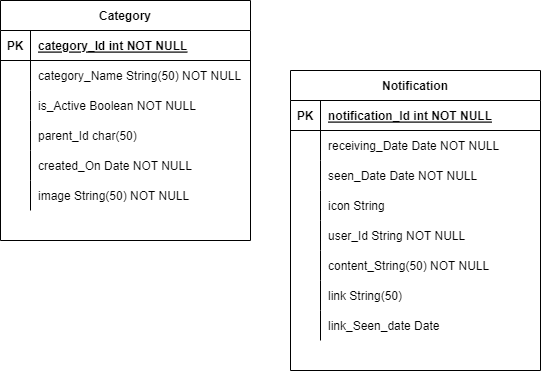 Category
PK category_Id int NOT NULL
category_Name String(50) NOT NULL
is_Active Boolean NOT NULL
parent_Id char(50)
created_On Date NOT NULL
image String(50) NOT NULL
Notification
PK notification_Id int NOT NULL
receiving_Date Date NOT NULL
seen_Date Date NOT NULL
icon String
user_Id String NOT NULL
content_String(50) NOT NULL
link String(50)
link_Seen_date Date